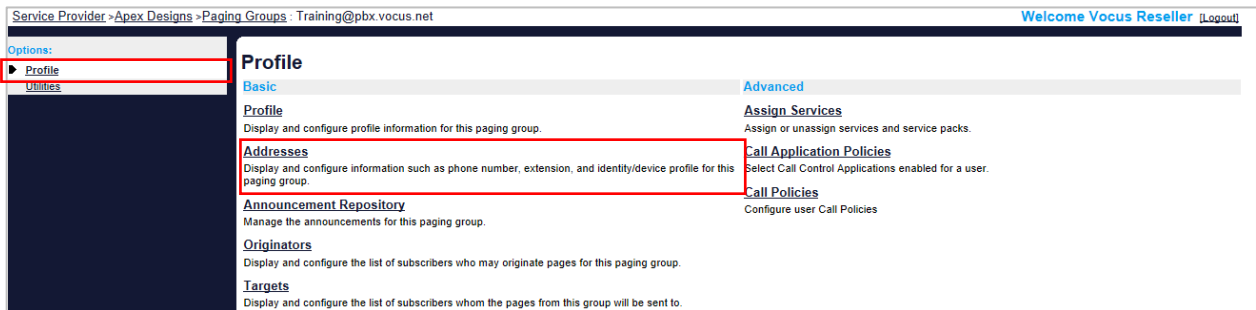 Service Provider >Apex Designs >Paging Groups : Training@pbx.vocus.net
Welcome Vocus Reseller [Logout]
Options:
Profile
Utilities
Profile
Basic
Profile
Display and configure profile information for this paging group.
Addresses
Display and configure information such as phone number, extension, and identity/device profile for this
paging group.
Announcement Repository
Manage the announcements for this paging group.
Originators
Display and configure the list of subscribers who may originate pages for this paging group.
Targets
Display and configure the list of subscribers whom the pages from this group will be sent to.
Advanced
Assign Services
Assign or unassign services and service packs.
Call Application Policies
Select Call Control Applications enabled for a user.
Call Policies
Configure user Call Policies